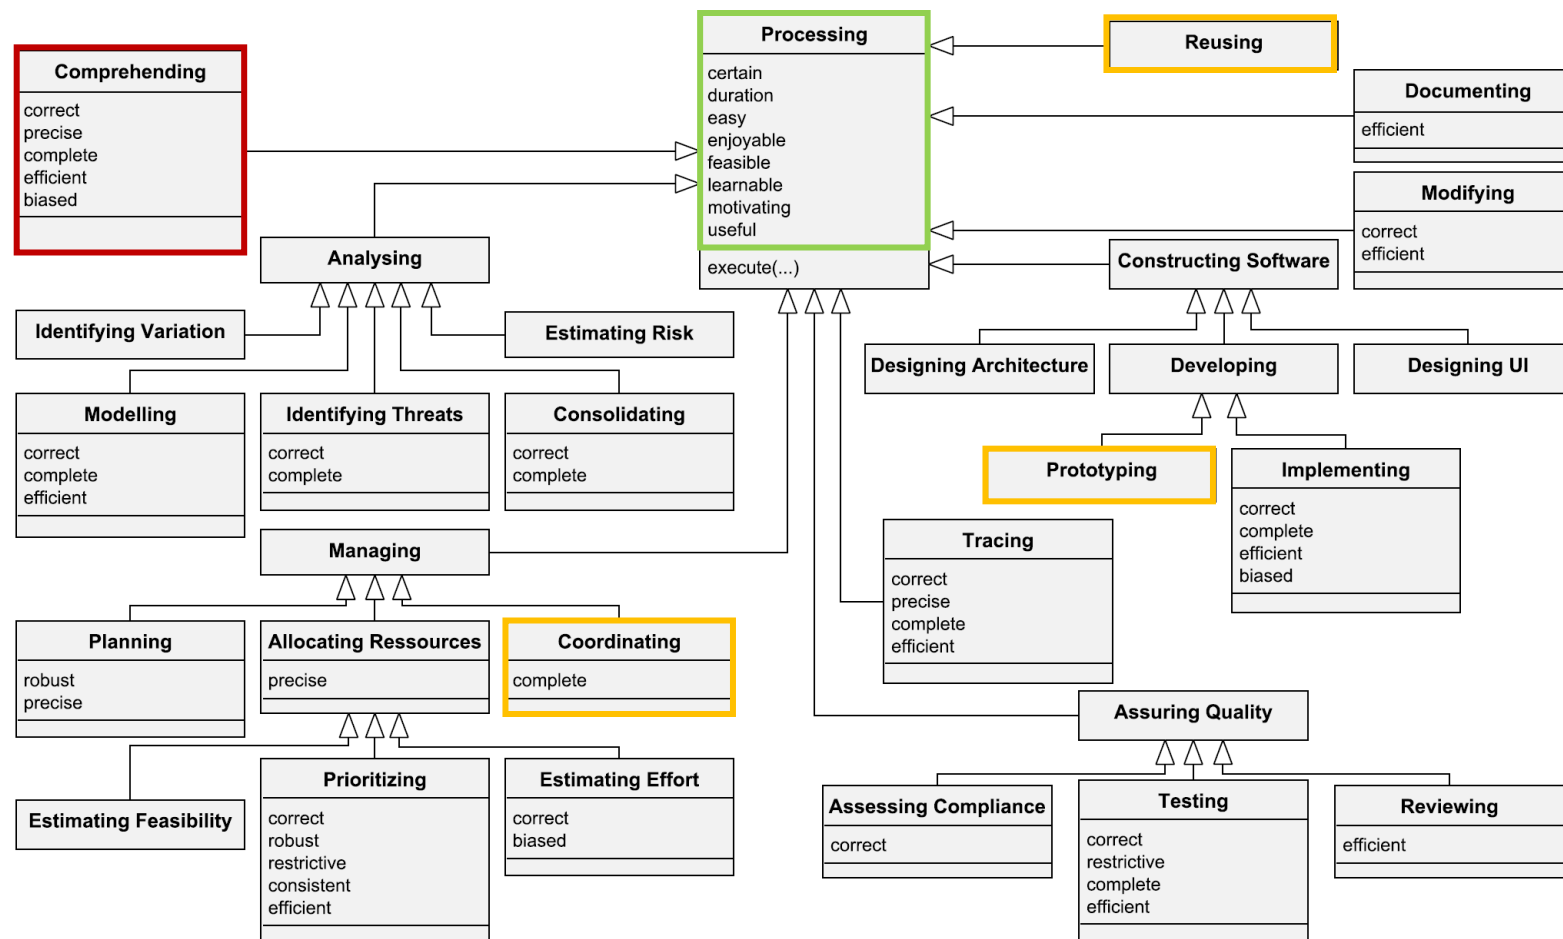 Processing
certain
duration
easy
enjoyable
feasible
learnable
motivating
useful
execute(...)
Reusing
Comprehending
correct
precise
complete
efficient
biased
Documenting
efficient
Modifying
correct
efficient
Analysing
Constructing Software
Identifying Variation
Estimating Risk
Designing Architecture
Developing
Designing UI
Modelling
correct
complete
efficient
Identifying Threats
correct
complete
Consolidating
correct
complete
Prototyping
Implementing
correct
complete
efficient
biased
Managing
Tracing
correct
precise
complete
efficient
Planning
robust
precise
Allocating Ressources
precise
Coordinating
complete
Assuring Quality
Estimating Feasibility
Prioritizing
correct
robust
restrictive
consistent
efficient
Estimating Effort
correct
biased
Assessing Compliance
correct
Testing
correct
restrictive
complete
efficient
Reviewing
efficient